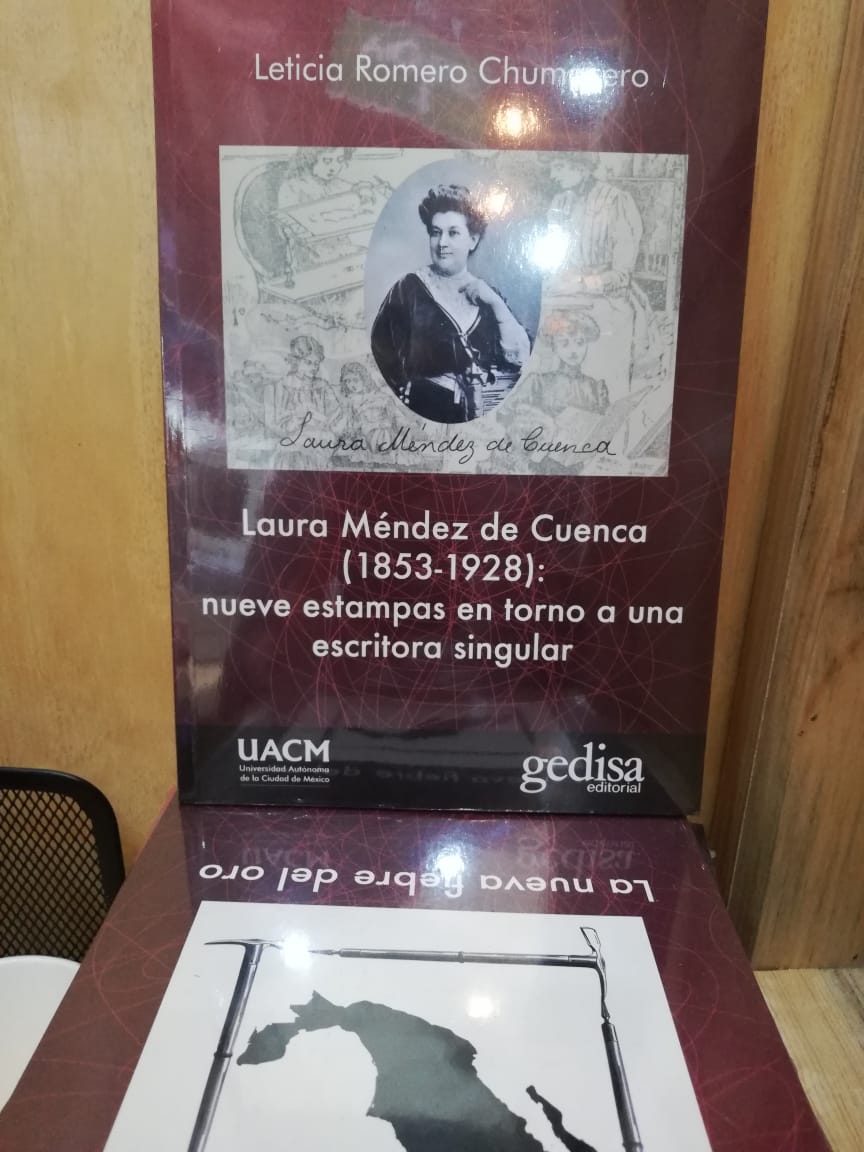 Leticia Romero
Laura Méndez de Cuenca
Laura Méndez de Cuenca
(1853-1928):
nueve estampas en torno a una
escritora singular
UACM
Universidad Autónoma
de la Ciudad de México
gedisa
editorial
La nueva fiebre del oro